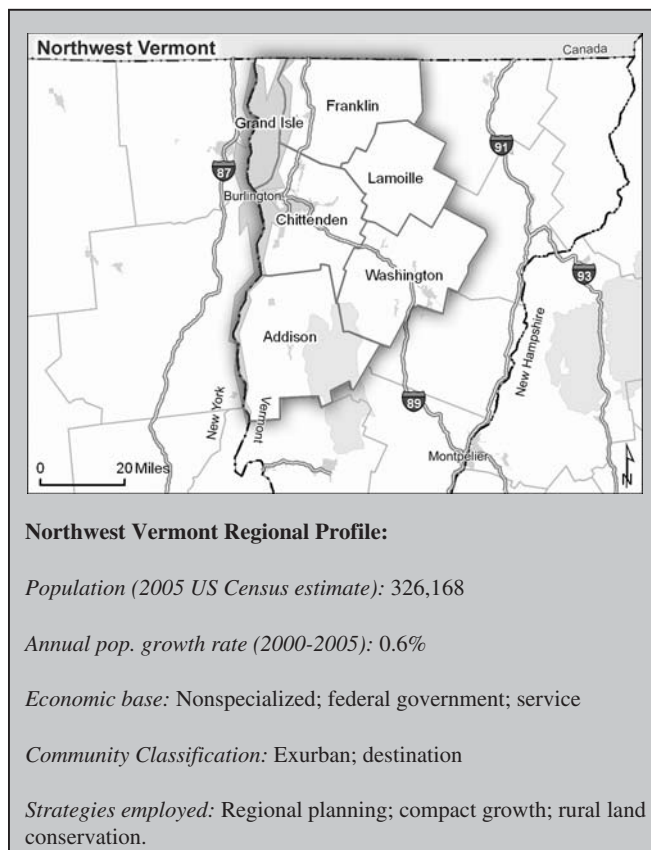 Northwest Vermont
Canada
Franklin
Grand Isle
91
87
Lamoille
Burlington
Chittenden
Washington
93
Addison
New Hampshire
New York
Vermont
89
Montpelier
0 20 Miles
N
Northwest Vermont Regional Profile:
Population (2005 US Census estimate): 326,168
Annual pop. growth rate (2000-2005): 0.6%
Economic base: Nonspecialized; federal government; service
Community Classification: Exurban; destination
Strategies employed: Regional planning; compact growth; rural land
conservation.